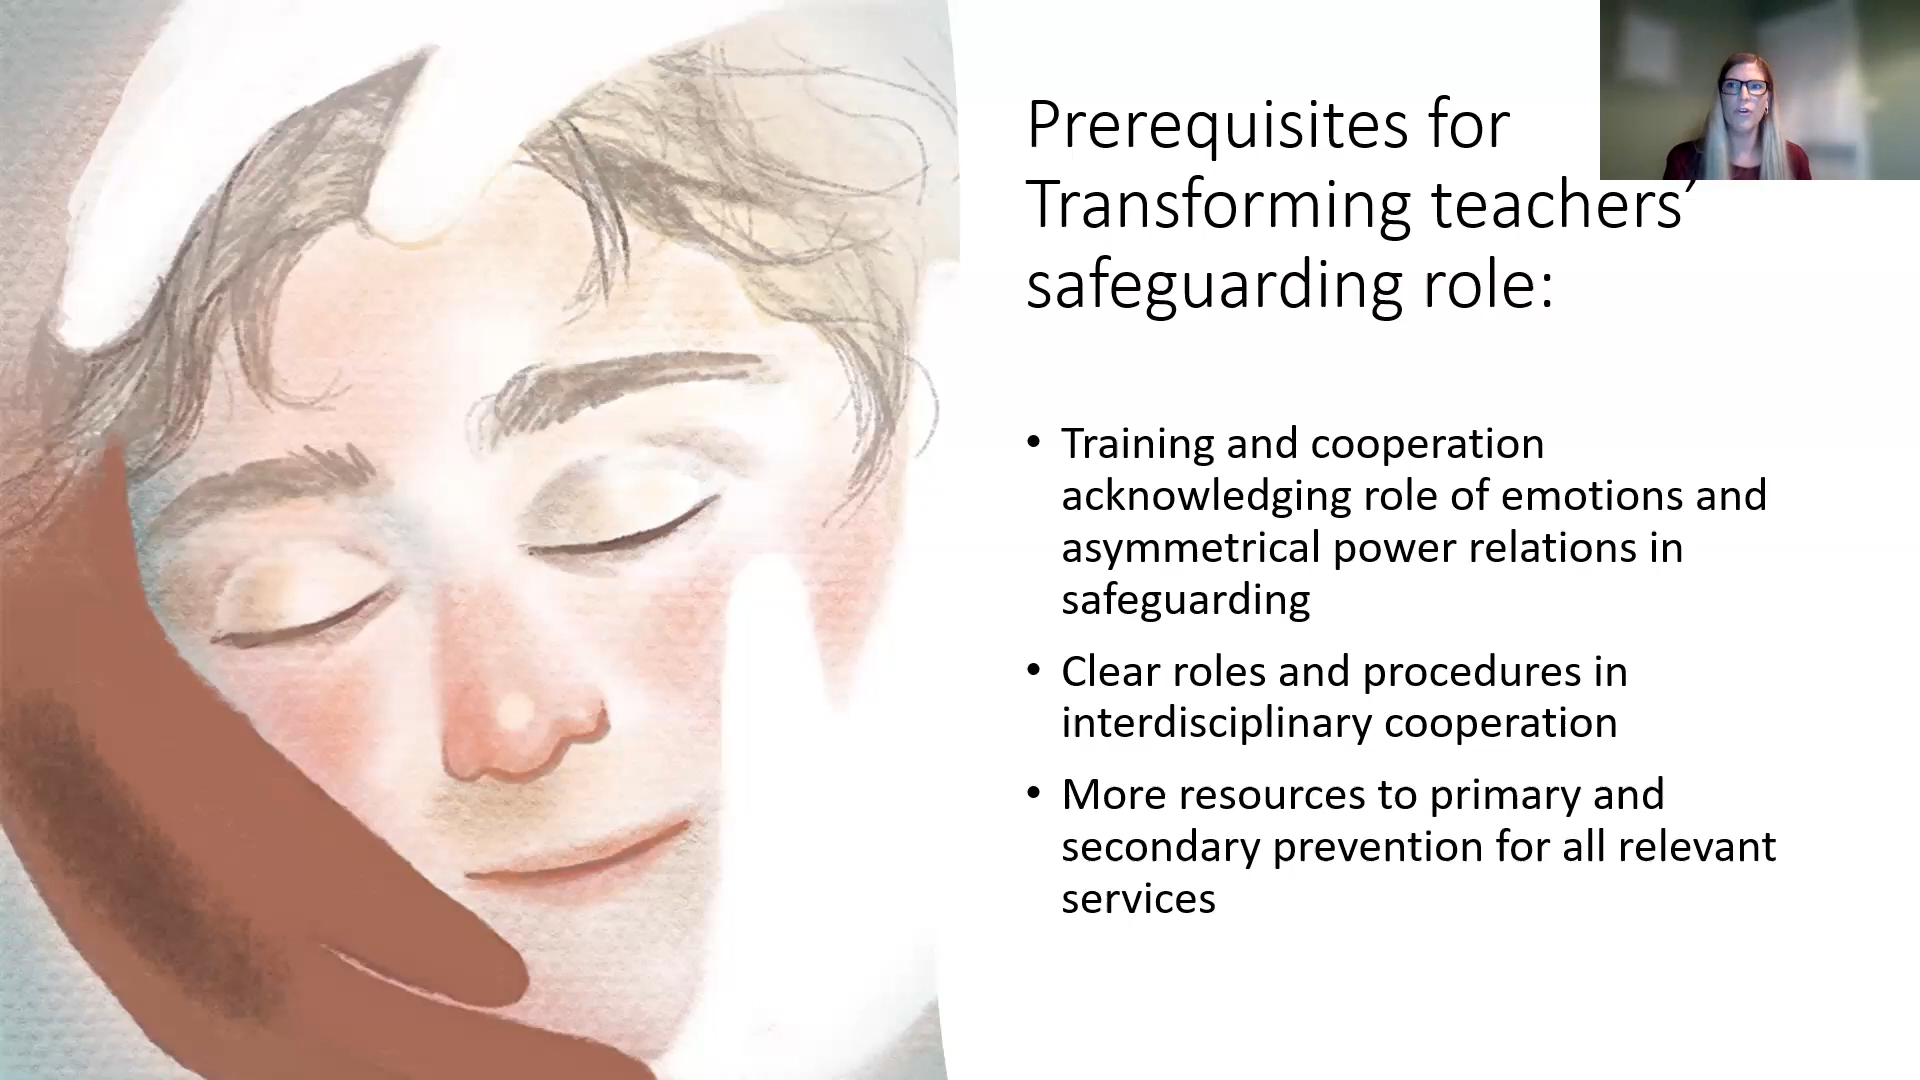 Prerequisites for
Transforming teachers’
safeguarding role:
• Training and cooperation
acknowledging role of emotions and
asymmetrical power relations in
safeguarding
• Clear roles and procedures in
interdisciplinary cooperation
• More resources to primary and
secondary prevention for all relevant
services